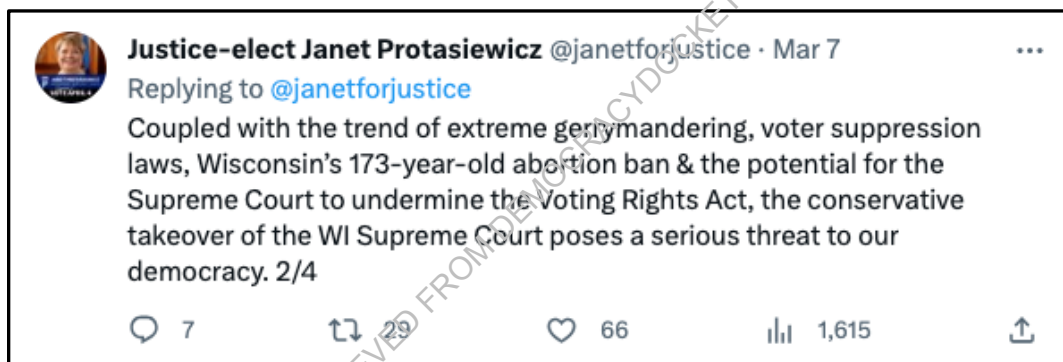 Justice-elect Janet Protasiewicz @janetforjustice · Mar 7
Replying to @janetforjustice
Coupled with the trend of extreme gerrymandering, voter suppression
laws, Wisconsin's 173-year-old abortion ban & the potential for the
Supreme Court to undermine the Voting Rights Act, the conservative
takeover of the WI Supreme Court poses a serious threat to our
democracy. 2/4
7 29 66 1,615
EVED FROM DEMOCRACYDOCKET